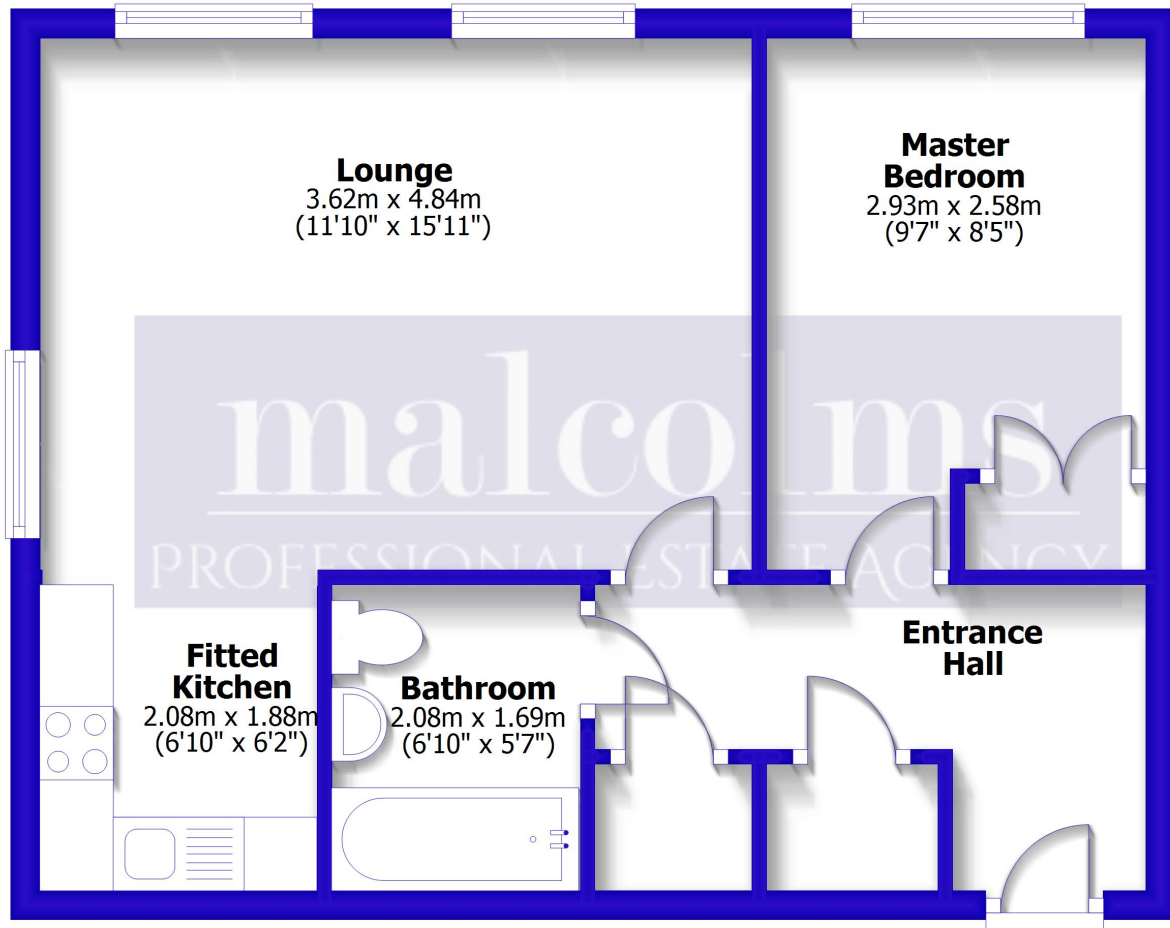 Lounge
3.62m x 4.84m
(11'10" x 15'11")
Master
Bedroom
2.93m x 2.58m
(9'7" x 8'5")
malcolms
PROFESSIONAL ESTATE AGENCY
Fitted
Kitchen
2.08m x 1.88m
(6'10" x 6'2")
Bathroom
2.08m x 1.69m
(6'10" x 5'7")
Entrance
Hall